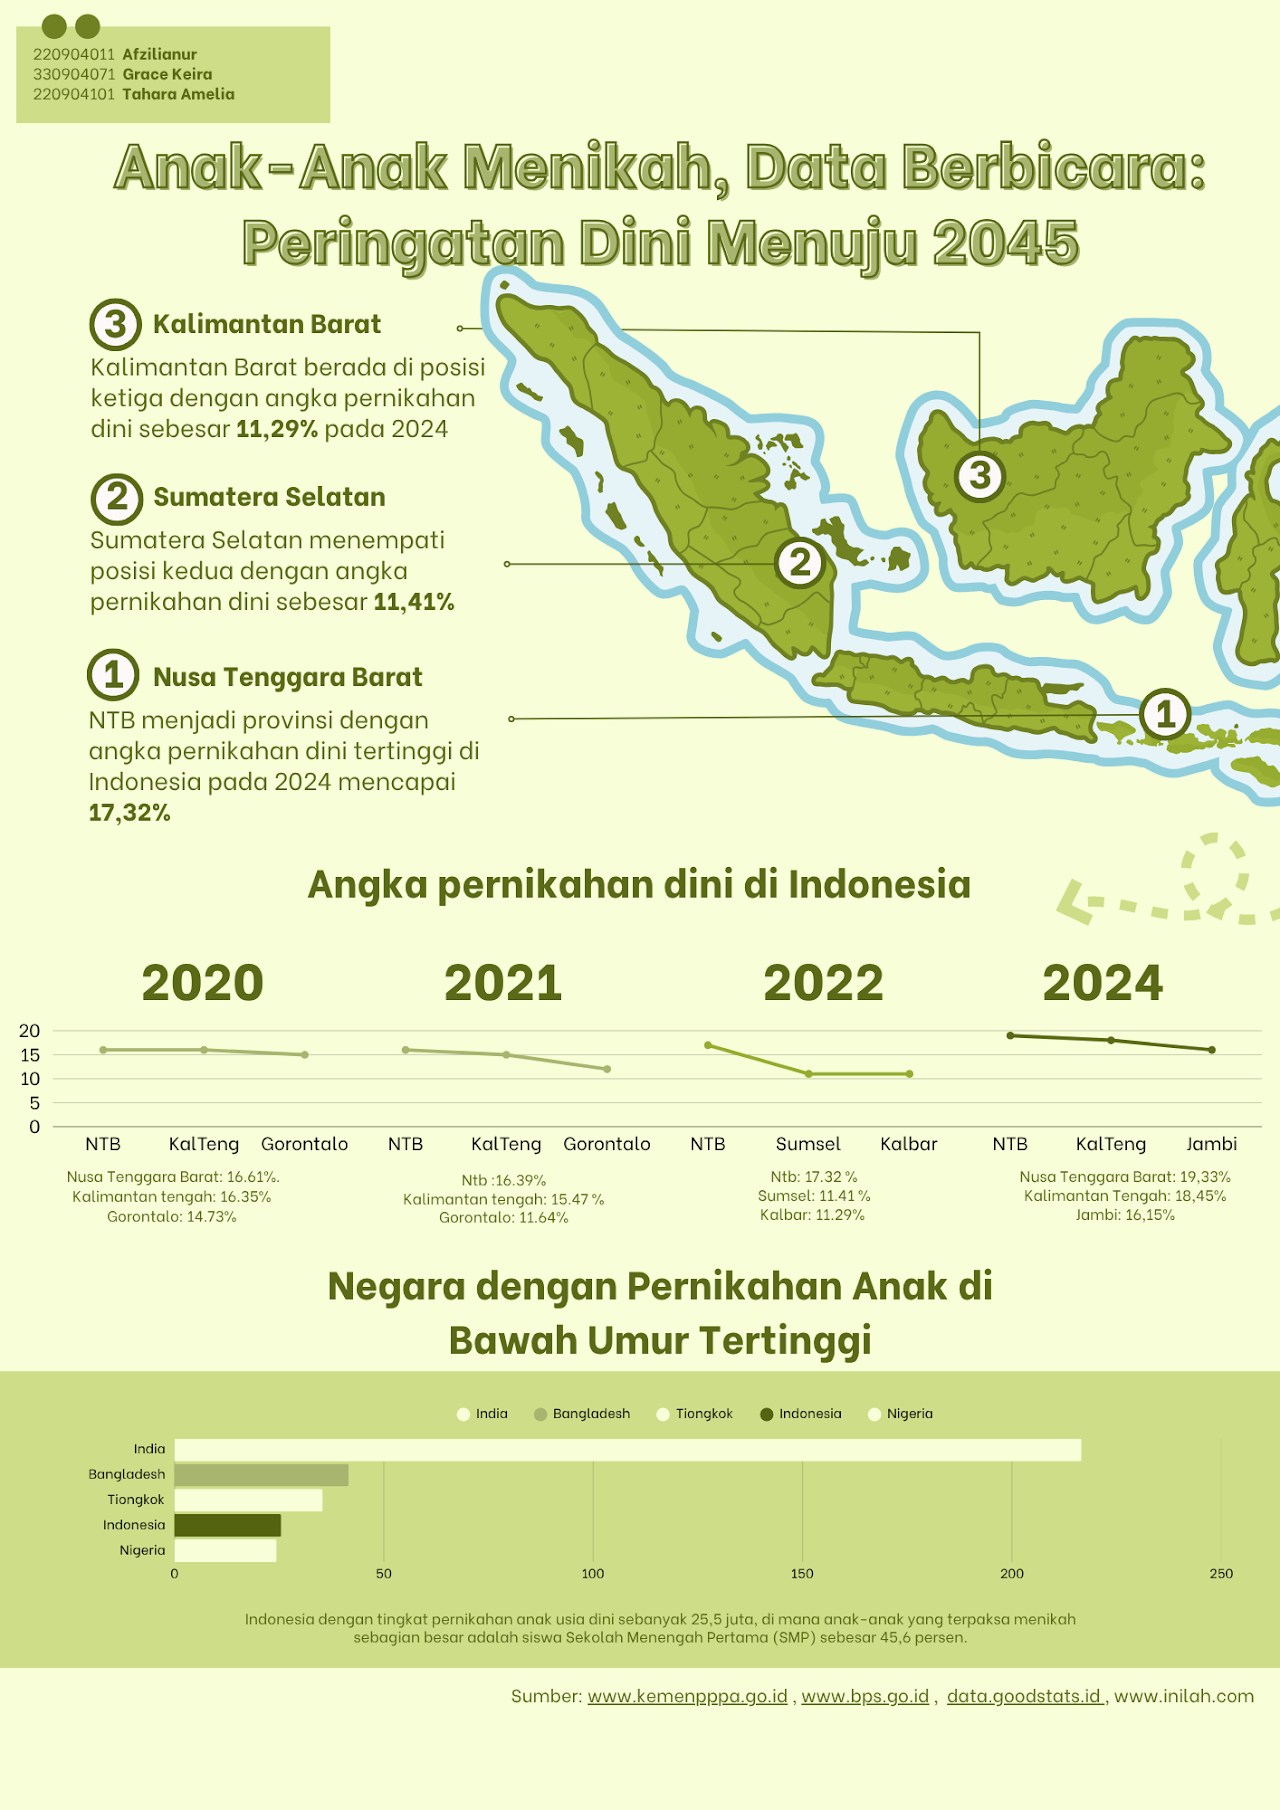 220904011 Afzilianur
330904071 Grace Keira
220904101 Tahara Amelia
Anak-Anak Menikah, Data Berbicara:
Peringatan Dini Menuju 2045
3 Kalimantan Barat
Kalimantan Barat berada di posisi
ketiga dengan angka pernikahan
dini sebesar 11,29% pada 2024
2 Sumatera Selatan
Sumatera Selatan menempati
posisi kedua dengan angka
pernikahan dini sebesar 11,41%
1 Nusa Tenggara Barat
NTB menjadi provinsi dengan
angka pernikahan dini tertinggi di
Indonesia pada 2024 mencapai
17,32%
3
2
1
Angka pernikahan dini di Indonesia
2020 2021 2022 2024
20
15
10
5
0
NTB KalTeng Gorontalo NTB KalTeng Gorontalo NTB Sumsel Kalbar NTB KalTeng Jambi
Nusa Tenggara Barat: 16.61%.
Kalimantan tengah: 16.35%
Gorontalo: 14.73%
Ntb :16.39%
Kalimantan tengah: 15.47 %
Gorontalo: 11.64%
Ntb: 17.32 %
Sumsel: 11.41 %
Kalbar: 11.29%
Nusa Tenggara Barat: 19,33%
Kalimantan Tengah: 18,45%
Jambi: 16,15%
Negara dengan Pernikahan Anak di
Bawah Umur Tertinggi
India Bangladesh Tiongkok Indonesia Nigeria
India
Bangladesh
Tiongkok
Indonesia
Nigeria
0 50 100 150 200 250
Indonesia dengan tingkat pernikahan anak usia dini sebanyak 25,5 juta, di mana anak-anak yang terpaksa menikah
sebagian besar adalah siswa Sekolah Menengah Pertama (SMP) sebesar 45,6 persen.
Sumber: www.kemenpppa.go.id , www.bps.go.id , data.goodstats.id , www.inilah.com